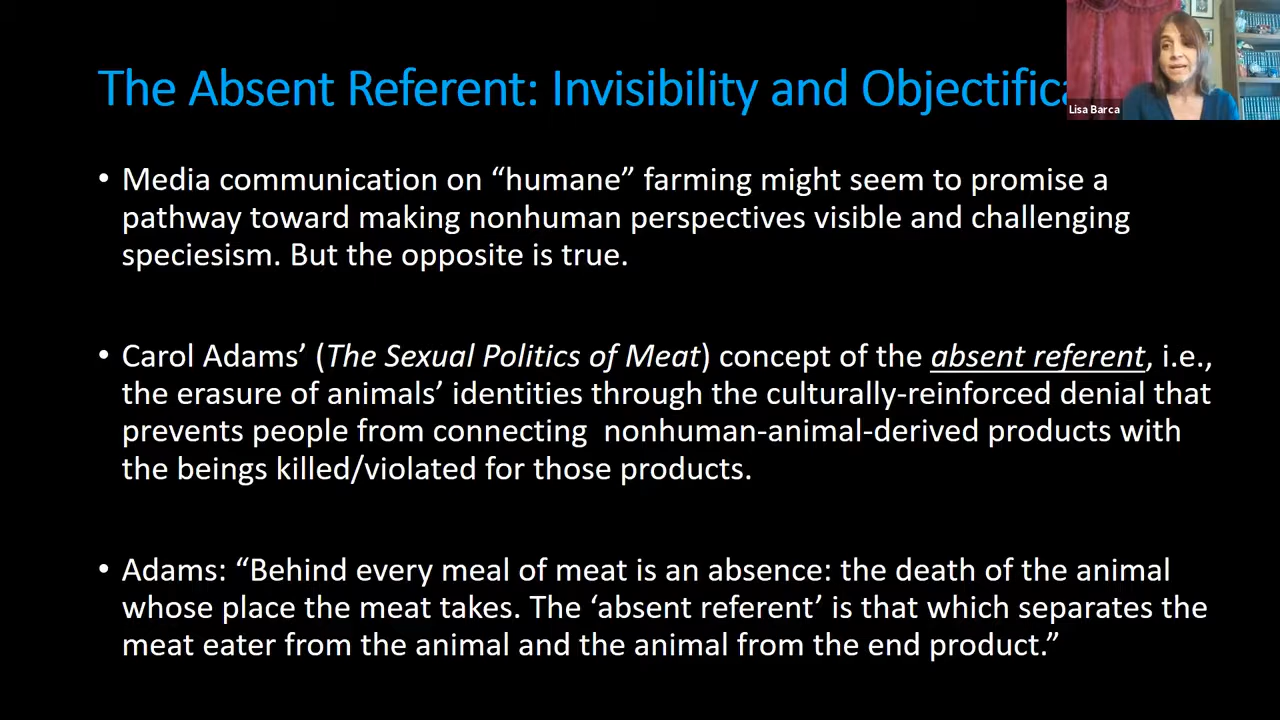 The Absent Referent: Invisibility and Objectifica
Lisa Barca
• Media communication on “humane” farming might seem to promise a
pathway toward making nonhuman perspectives visible and challenging
speciesism. But the opposite is true.
• Carol Adams’ (The Sexual Politics of Meat) concept of the absent referent, i.e.,
the erasure of animals’ identities through the culturally-reinforced denial that
prevents people from connecting  nonhuman-animal-derived products with
the beings killed/violated for those products.
• Adams: “Behind every meal of meat is an absence: the death of the animal
whose place the meat takes. The ‘absent referent’ is that which separates the
meat eater from the animal and the animal from the end product.”